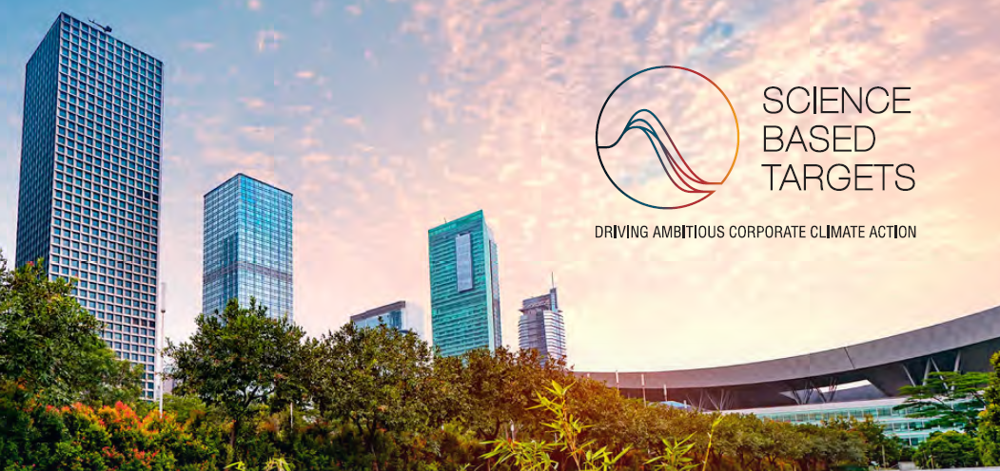 SCIENCE
BASED
TARGETS
DRIVING AMBITIOUS CORPORATE CLIMATE ACTION